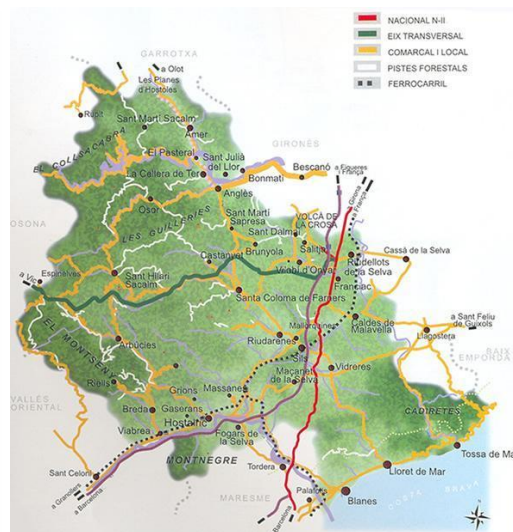 NACIONAL N-II
EIX TRANSVERSAL
COMARCAL I LOCAL
PISTES FORESTALS
FERROCARRIL
GARROTXA
a Olot
Les Planes
d'Hostoles
Rupit
Sant Martí Sacalm
Amer
EL COLLSACABRA
El Pasteral
Sant Julià
del Llor
GIRONÈS
Bescanó
a Figueres
i França
La Cellera de Ter
Bonmatí
Anglès
Girona
a França
OSONA
Osor
LES GUILLERIES
Sant Martí
Sapresa
Sant Dalmai
VOLCÀ DE
LA CROSA
Brunyola
Salitja
Cassà de la Selva
Castanyet
Vilobí d'Onyar
Riudellots
de la Selva
Espinelves
a Vic
Sant Hilari
Sacalm
Franciac
Santa Coloma de Farners
a Sant Feliu
de Guíxols
EL MONTSENY
Mallorquines
Caldes de
Malavella
Llagostera
Arbúcies
Riudarenes
Sils
BAIX
EMPORDÀ
Maçanet
de la Selva
Vidreres
Riells
VALLÈS
ORIENTAL
Grions
Massanes
Breda
Gaserans
Hostalric
CADIRETES
Viabrea
Fogars de
la Selva
MONTNEGRE
Tossa de Ma
Sant Celoni
Tordera
Lloret de Mar
a Granollers
a Barcelona
MARESME
Palafolls
Blanes
COSTA BRAVA
Barcelona